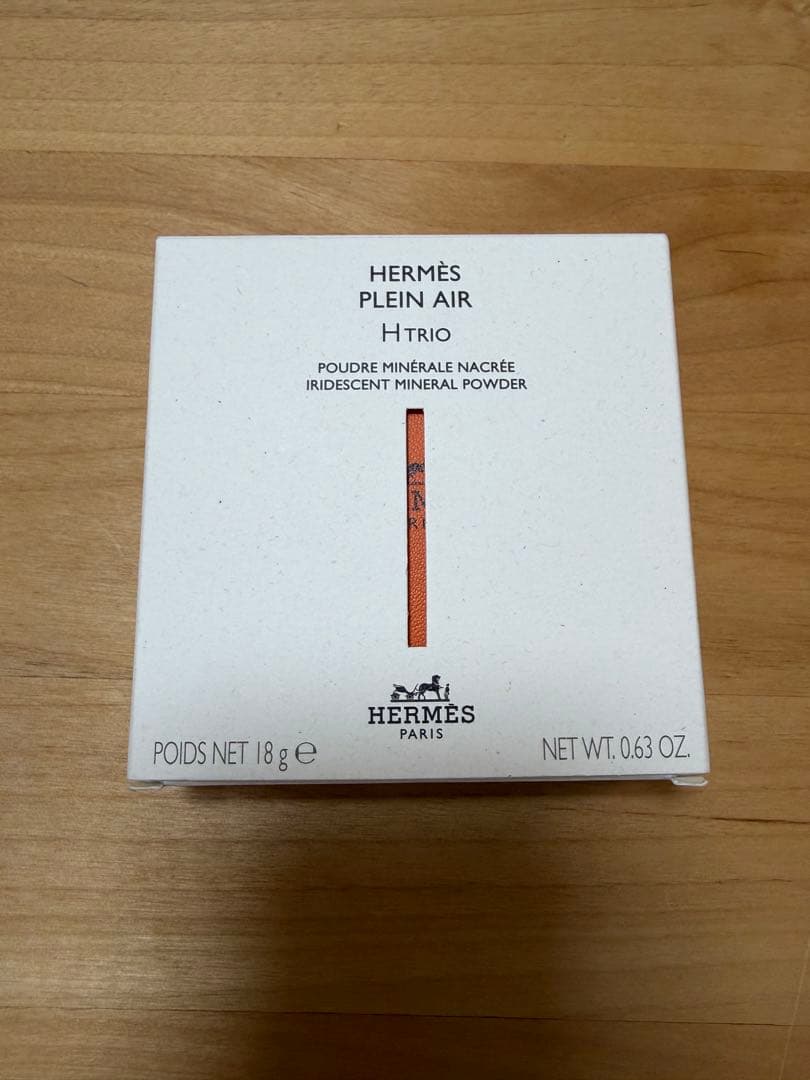 HERMÈS
PLEIN AIR
H TRIO
POUDRE MINÉRALE NACRÉE
IRIDESCENT MINERAL POWDER
HERMÈS
PARIS
POIDS NET 18 g ℮
NET WT. 0.63 OZ.